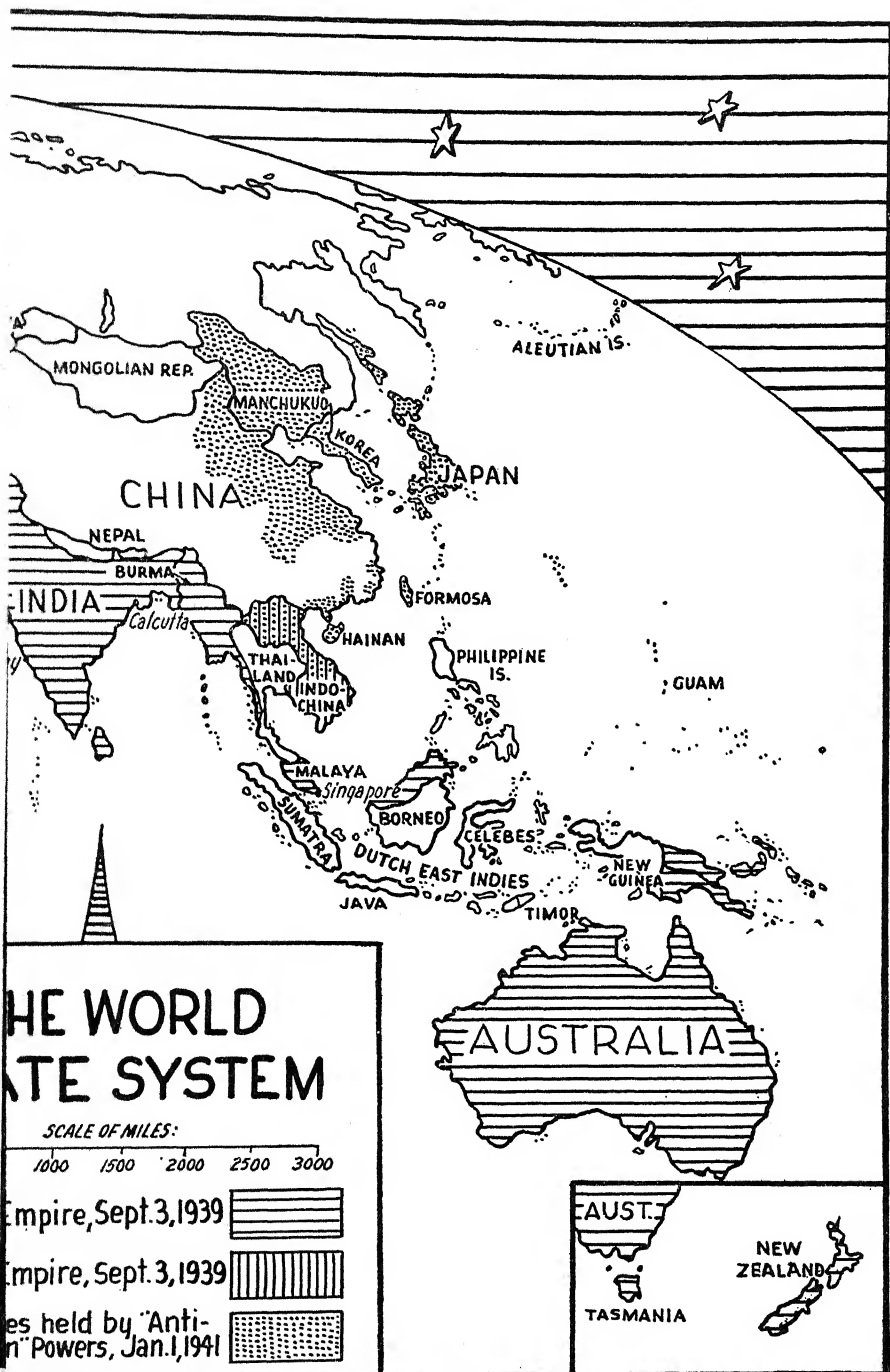 ALEUTIAN IS.
MONGOLIAN REP.
MANCHUKUO
KOREA
JAPAN
CHINA
NEPAL
BURMA
INDIA
Calcutta
FORMOSA
HAINAN
THAI-
LAND
INDO-
CHINA
PHILIPPINE
IS.
GUAM
MALAYA
Singapore
SUMATRA
BORNEO
CELEBES
DUTCH EAST INDIES
NEW
GUINEA
JAVA
TIMOR
AUSTRALIA
HE WORLD
ATE SYSTEM
SCALE OF MILES:
1000 1500 2000 2500 3000
Empire, Sept. 3, 1939
Empire, Sept. 3, 1939
es held by "Anti-
n" Powers, Jan. 1, 1941
AUST.
TASMANIA
NEW
ZEALAND